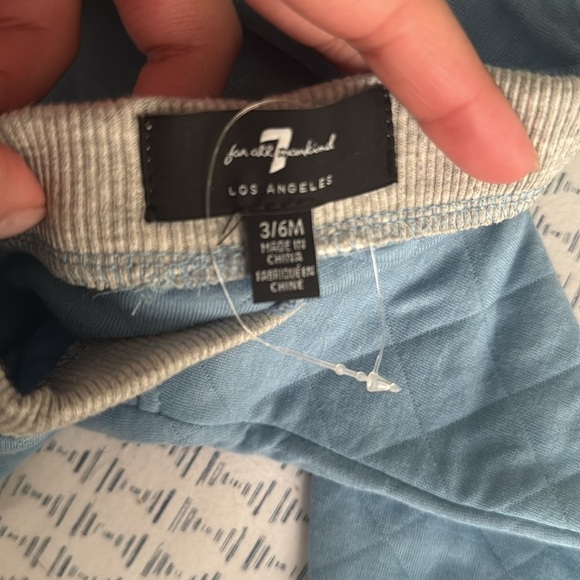 7
for all mankind
LOS ANGELES
3/6M
MADE IN
CHINA
FABRIQUÉ EN
CHINE